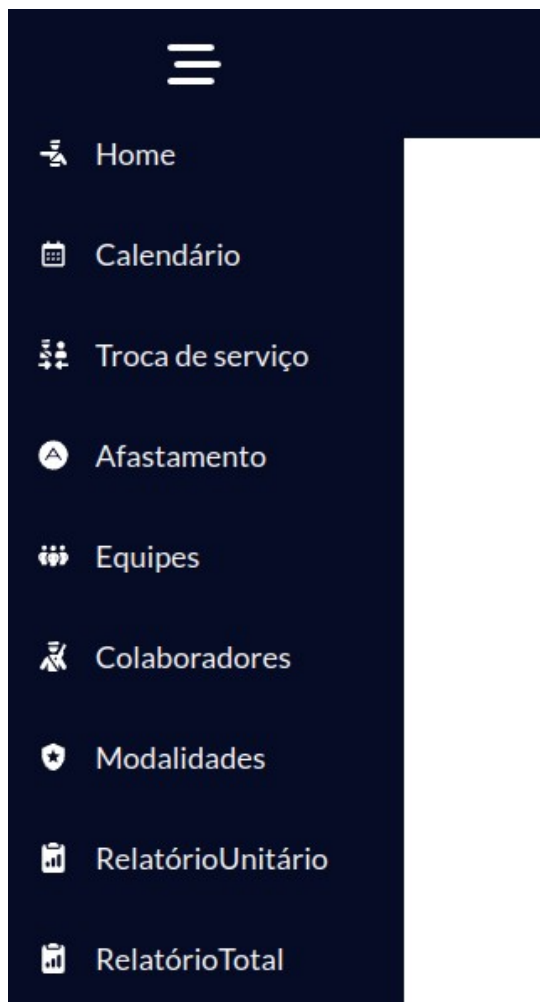 Home
Calendário
Troca de serviço
Afastamento
Equipes
Colaboradores
Modalidades
RelatórioUnitário
RelatórioTotal